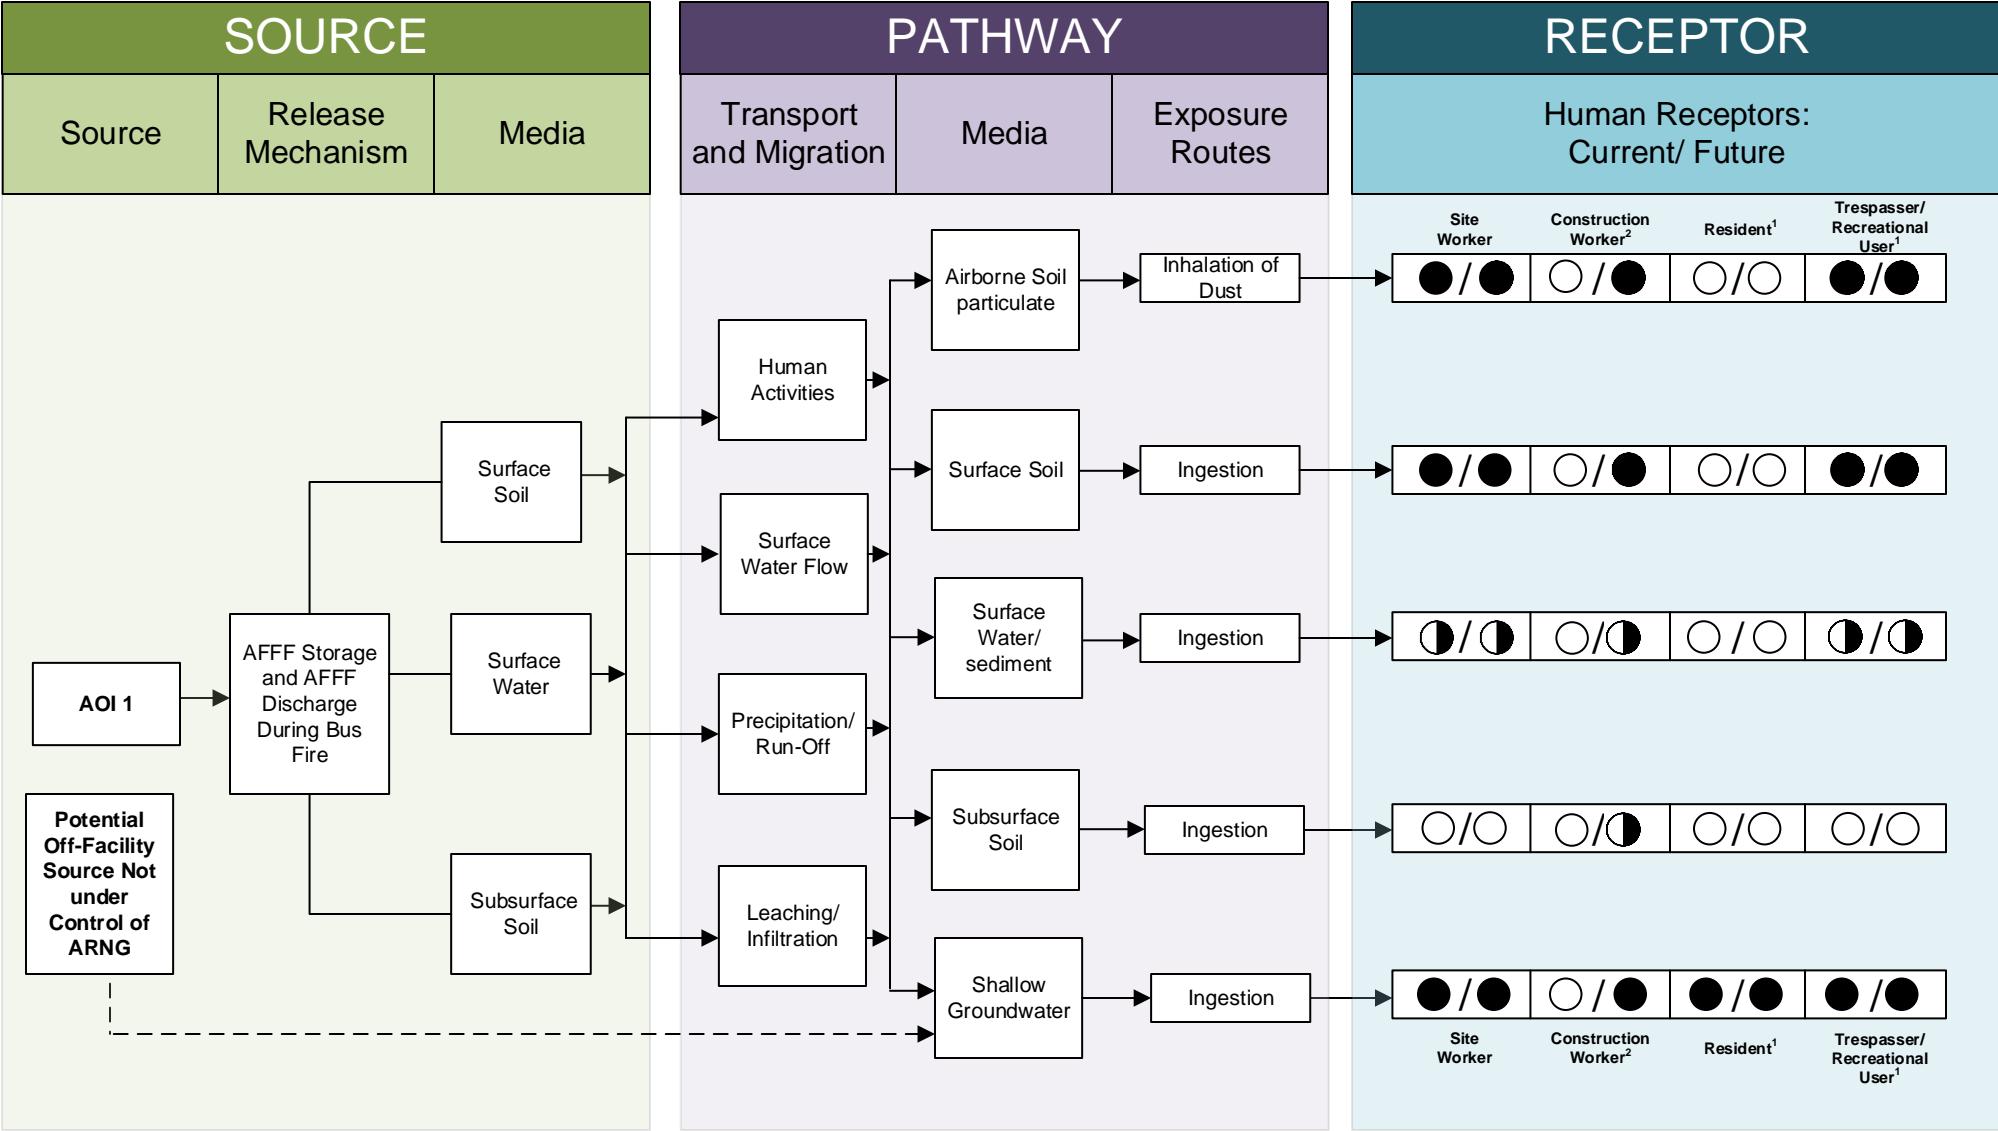 SOURCE
PATHWAY
RECEPTOR
Source
Release
Mechanism
Media
Transport
and Migration
Media
Exposure
Routes
Human Receptors:
Current/ Future
Site
Worker
Construction
Worker2
Resident1
Trespasser/
Recreational
User1
Airborne Soil
particulate
Inhalation of
Dust
Human
Activities
Surface
Soil
Surface Soil
Ingestion
Surface
Water Flow
Surface
Water/
sediment
Ingestion
AFFF Storage
and AFFF
Discharge
During Bus
Fire
Surface
Water
AOI 1
Precipitation/
Run-Off
Potential
Off-Facility
Source Not
under
Control of
ARNG
Subsurface
Soil
Subsurface
Soil
Ingestion
Leaching/
Infiltration
Shallow
Groundwater
Ingestion
Site
Worker
Construction
Worker2
Resident1
Trespasser/
Recreational
User1